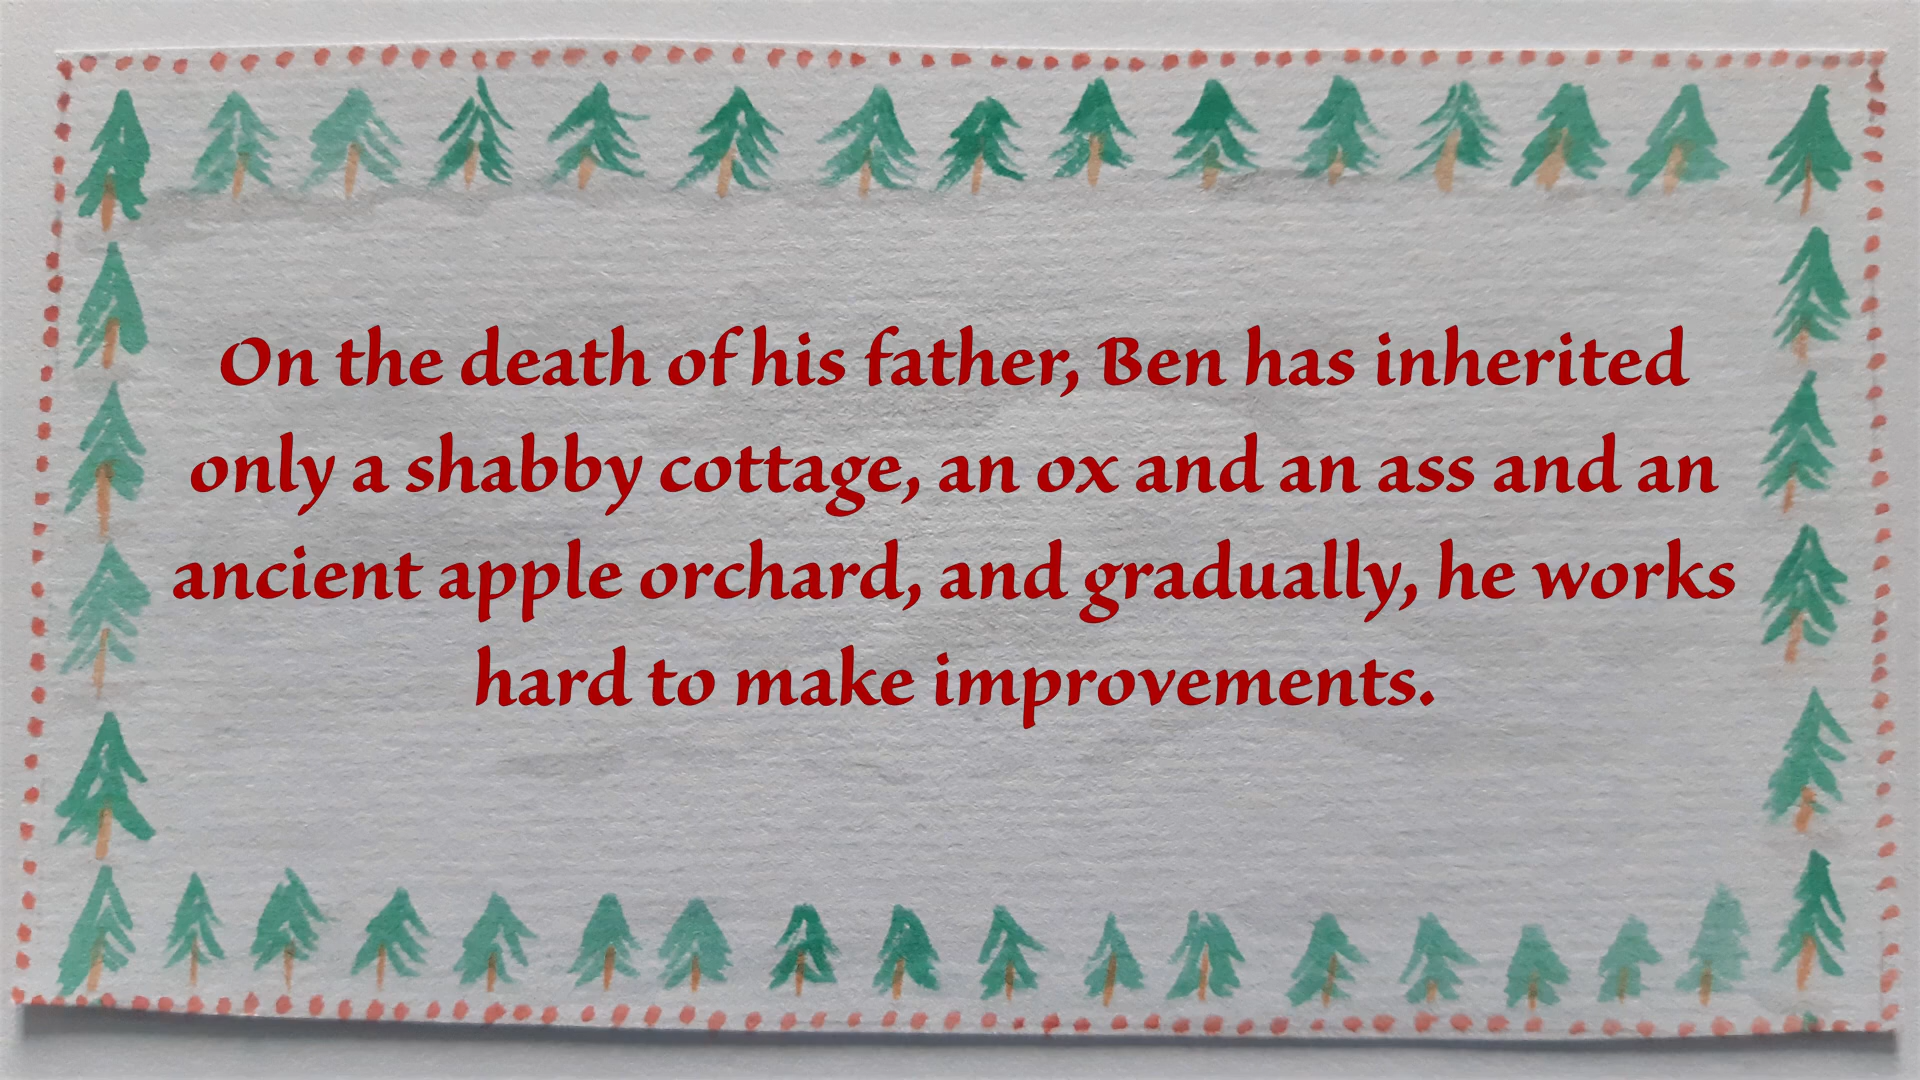 On the death of his father, Ben has inherited
only a shabby cottage, an ox and an ass and an
ancient apple orchard, and gradually, he works
hard to make improvements.